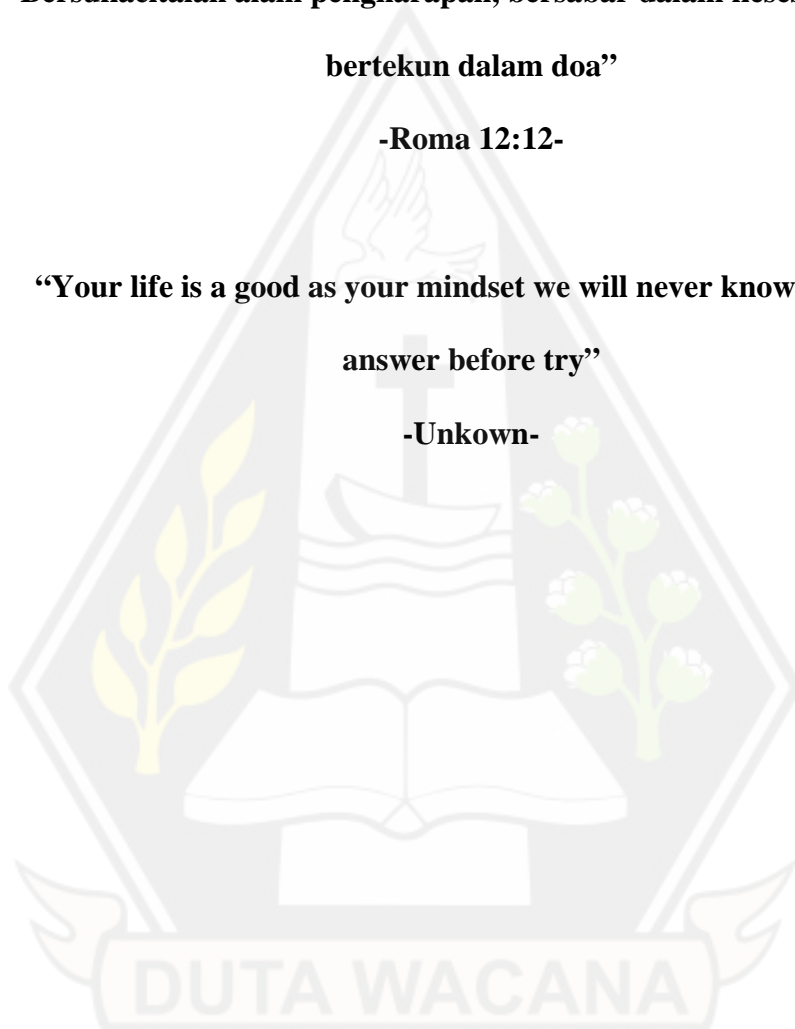 bertekun dalam doa”
-Roma 12:12-
“Your life is a good as your mindset we will never know
answer before try”
-Unkown-
DUTA WACANA